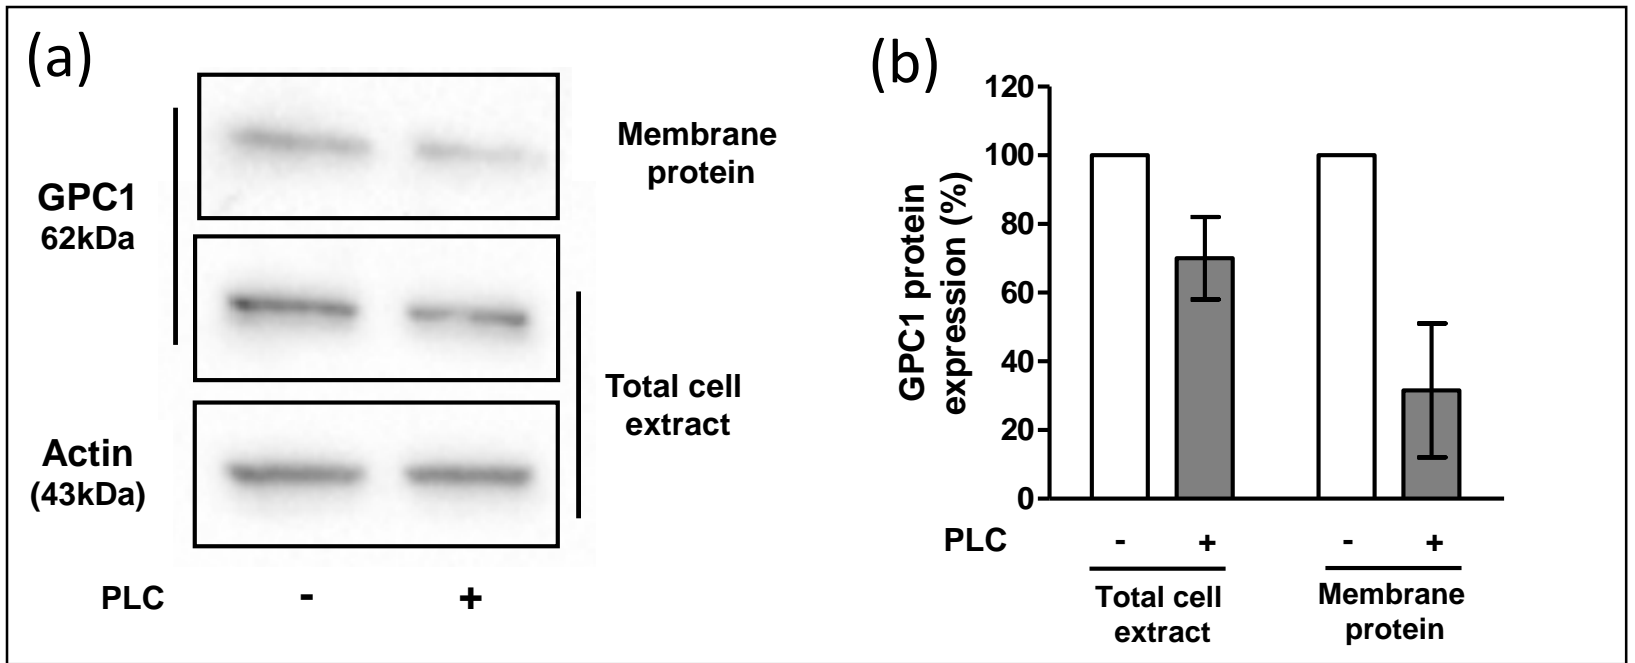 (a)
GPC1
62kDa
Membrane
protein
Total cell
extract
Actin
(43kDa)
PLC - +
(b)
GPC1 protein
expression (%)
120
100
80
60
40
20
0
PLC - + - +
Total cell
extract
Membrane
protein